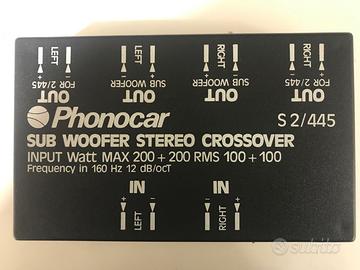 LEFT
SUB WOOFER
RIGHT
RIGHT
FOR 2/445
LEFT
SUB WOOFER
FOR 2/445
OUT
OUT
OUT
OUT
Phonocar
S 2/445
SUB WOOFER STEREO CROSSOVER
INPUT Watt MAX 200+200 RMS 100+100
Frequency in 160 Hz 12 dB/ocT
IN
IN
+ LEFT -
- RIGHT +
subito